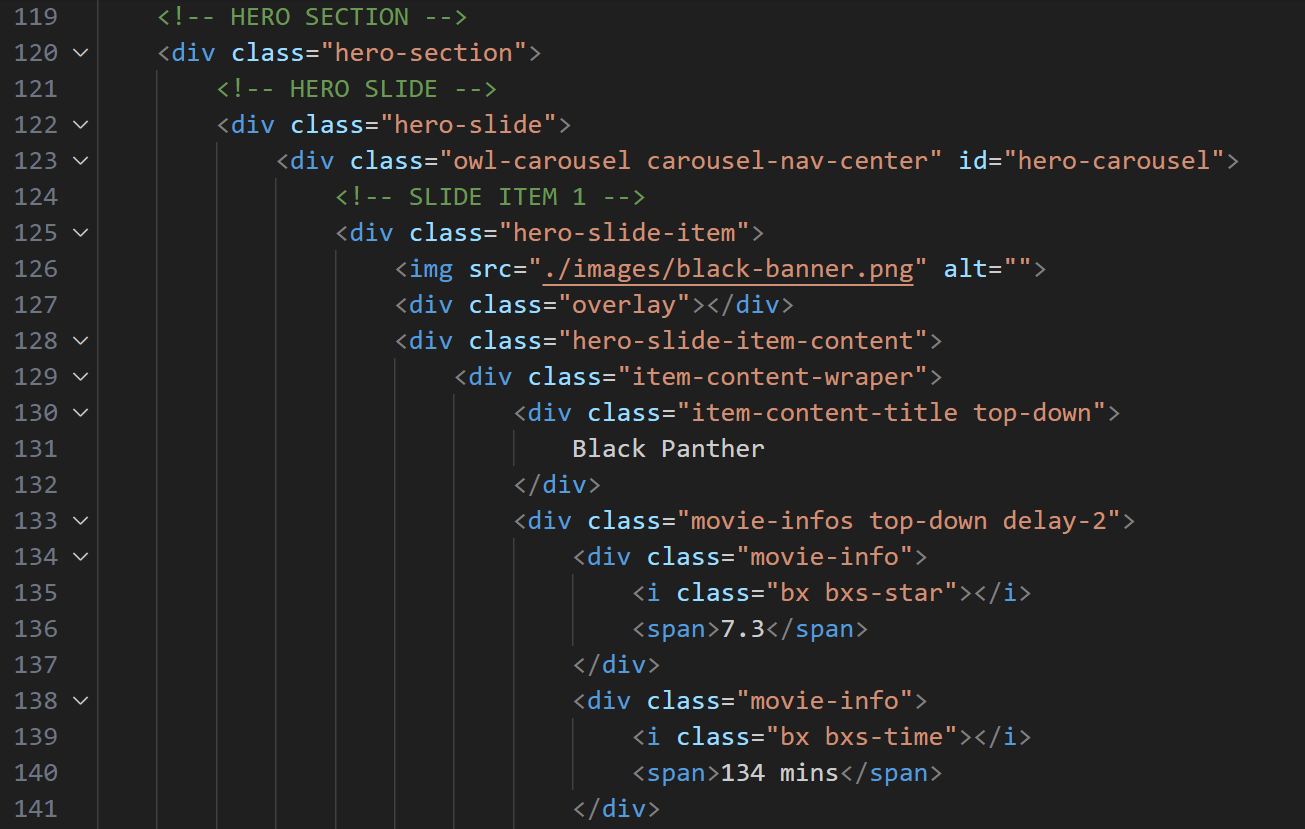 119 <!-- HERO SECTION -->
120 <div class="hero-section">
121 <!-- HERO SLIDE -->
122 <div class="hero-slide">
123 <div class="owl-carousel carousel-nav-center" id="hero-carousel">
124 <!-- SLIDE ITEM 1 -->
125 <div class="hero-slide-item">
126 <img src="./images/black-banner.png" alt="">
127 <div class="overlay"></div>
128 <div class="hero-slide-item-content">
129 <div class="item-content-wraper">
130 <div class="item-content-title top-down">
131 Black Panther
132 </div>
133 <div class="movie-infos top-down delay-2">
134 <div class="movie-info">
135 <i class="bx bxs-star"></i>
136 <span>7.3</span>
137 </div>
138 <div class="movie-info">
139 <i class="bx bxs-time"></i>
140 <span>134 mins</span>
141 </div>